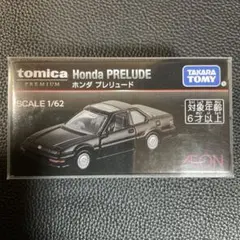 tomica
PREMIUM
Honda PRELUDE
ホンダ プレリュード
TAKARA
TOMY
SCALE 1/62
対象年齢
6才以上
ÆON